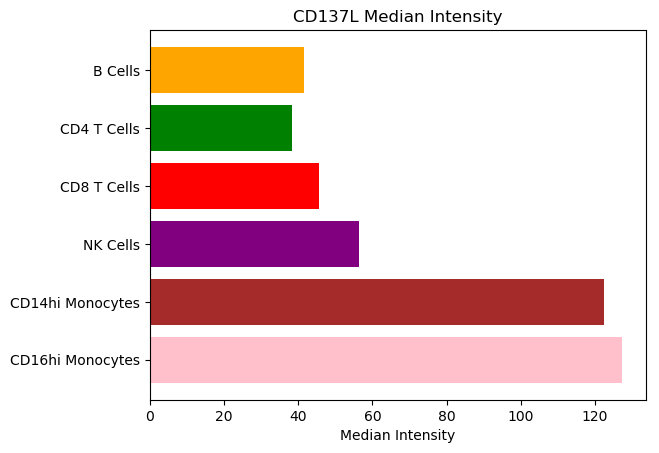 CD137L Median Intensity
B Cells
CD4 T Cells
CD8 T Cells
NK Cells
CD14hi Monocytes
CD16hi Monocytes
0 20 40 60 80 100 120
Median Intensity